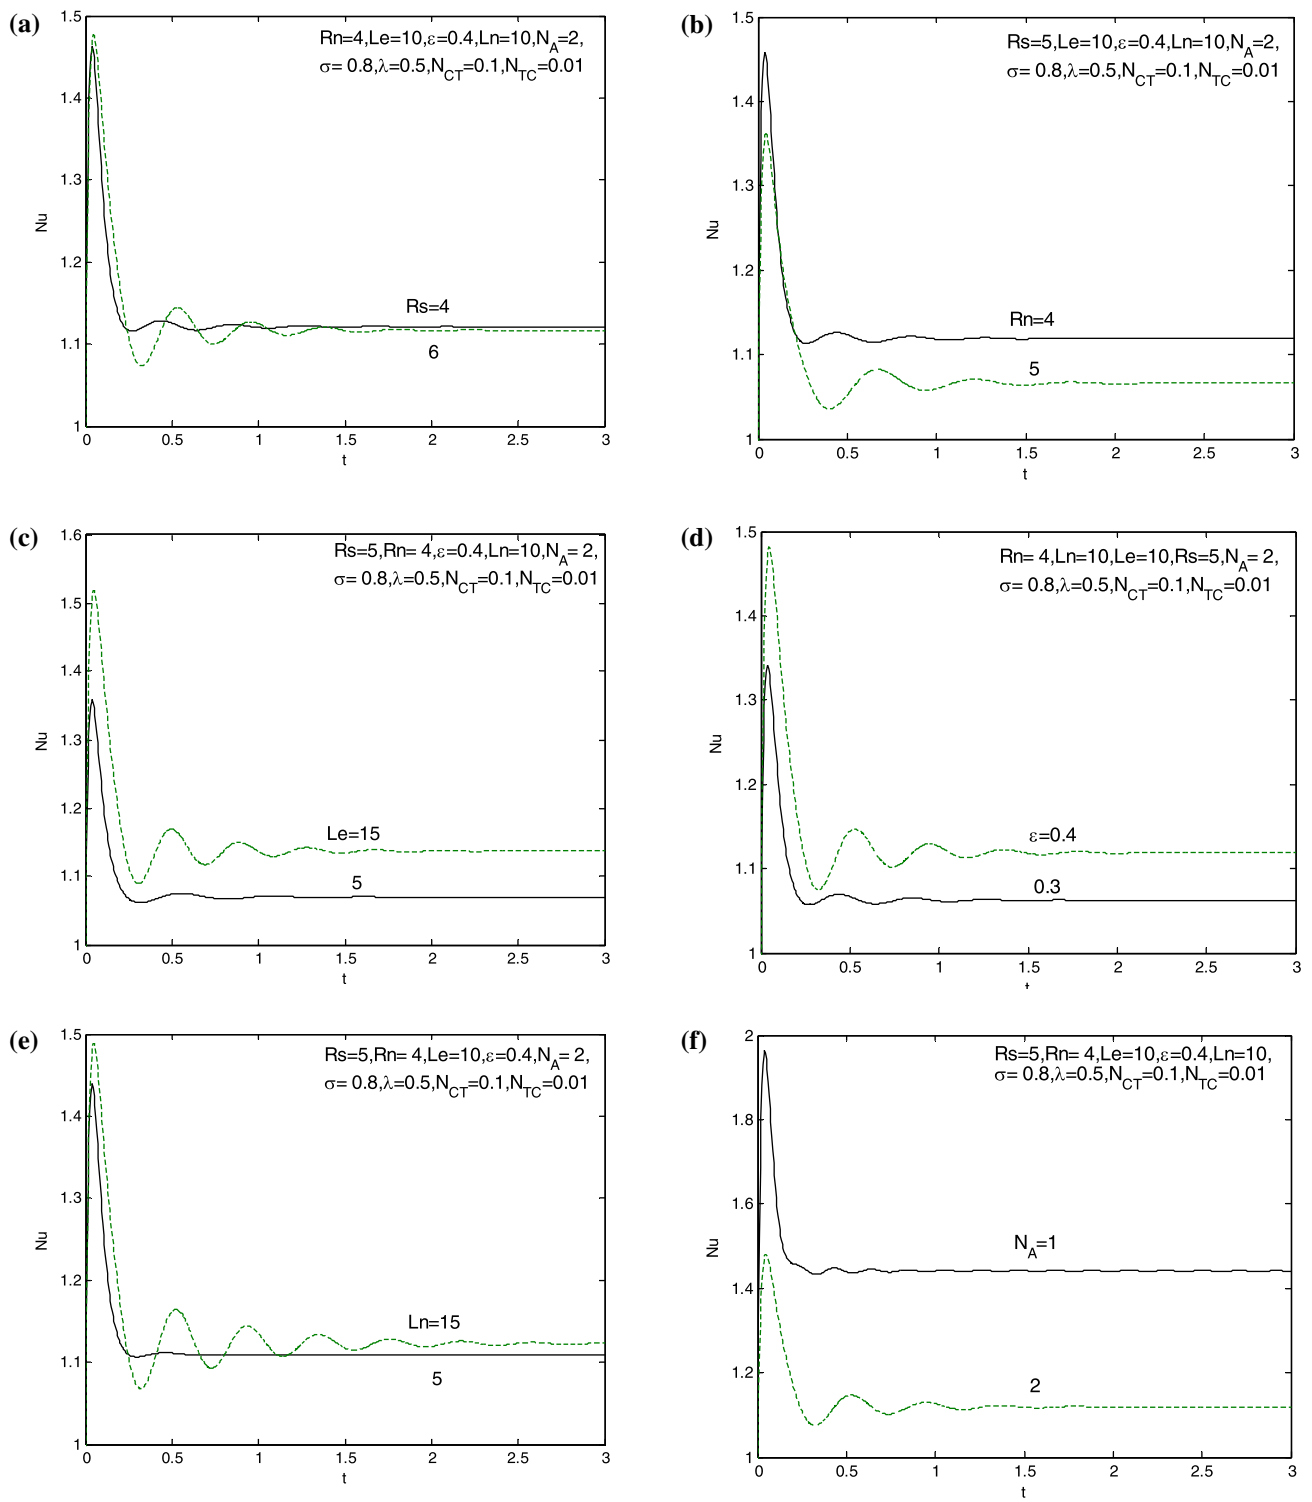 (a)
1.5
1.4
1.3
1.2
1.1
1
Nu
Rn=4,Le=10,ε=0.4,Ln=10,N_A=2,
σ= 0.8,λ=0.5,N_CT=0.1,N_TC=0.01
Rs=4
6
0 0.5 1 1.5 2 2.5 3
t
(b)
1.5
1.4
1.3
1.2
1.1
1
Nu
Rs=5,Le=10,ε=0.4,Ln=10,N_A=2,
σ= 0.8,λ=0.5,N_CT=0.1,N_TC=0.01
Rn=4
5
0 0.5 1 1.5 2 2.5 3
t
(c)
1.6
1.5
1.4
1.3
1.2
1.1
1
Nu
Rs=5,Rn= 4,ε=0.4,Ln=10,N_A= 2,
σ= 0.8,λ=0.5,N_CT=0.1,N_TC=0.01
Le=15
5
0 0.5 1 1.5 2 2.5 3
t
(d)
1.5
1.4
1.3
1.2
1.1
1
Nu
Rn= 4,Ln=10,Le=10,Rs=5,N_A= 2,
σ= 0.8,λ=0.5,N_CT=0.1,N_TC=0.01
ε=0.4
0.3
0 0.5 1 1.5 2 2.5 3
t
(e)
1.5
1.4
1.3
1.2
1.1
1
Nu
Rs=5,Rn= 4,Le=10,ε=0.4,N_A= 2,
σ= 0.8,λ=0.5,N_CT=0.1,N_TC=0.01
Ln=15
5
0 0.5 1 1.5 2 2.5 3
t
(f)
2
1.8
1.6
1.4
1.2
1
Nu
Rs=5,Rn= 4,Le=10,ε=0.4,Ln=10,
σ= 0.8,λ=0.5,N_CT=0.1,N_TC=0.01
N_A=1
2
0 0.5 1 1.5 2 2.5 3
t